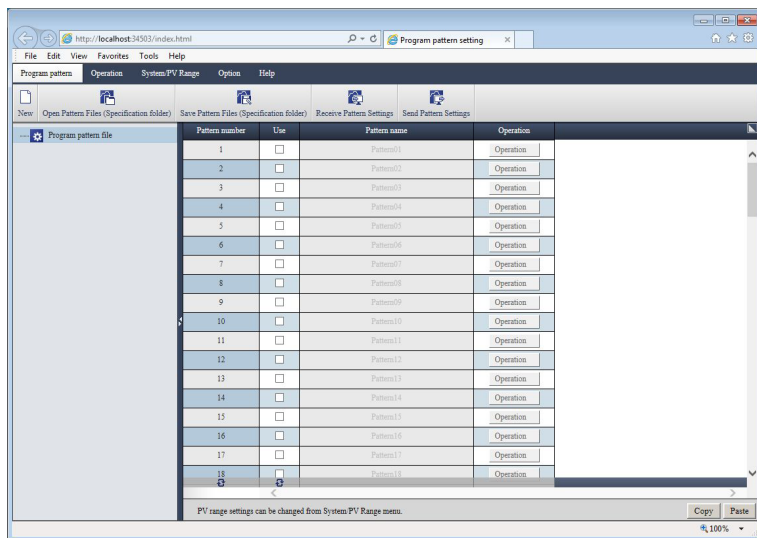 http://localhost:34503/index.html
Program pattern setting
File Edit View Favorites Tools Help
Program pattern Operation System/PV Range Option Help
New Open Pattern Files (Specification folder) Save Pattern Files (Specification folder) Receive Pattern Settings Send Pattern Settings
Program pattern file
Pattern number Use Pattern name Operation
1 Pattern01 Operation
2 Pattern02 Operation
3 Pattern03 Operation
4 Pattern04 Operation
5 Pattern05 Operation
6 Pattern06 Operation
7 Pattern07 Operation
8 Pattern08 Operation
9 Pattern09 Operation
10 Pattern10 Operation
11 Pattern11 Operation
12 Pattern12 Operation
13 Pattern13 Operation
14 Pattern14 Operation
15 Pattern15 Operation
16 Pattern16 Operation
17 Pattern17 Operation
18 Pattern18 Operation
PV range settings can be changed from System/PV Range menu.
Copy Paste
100%